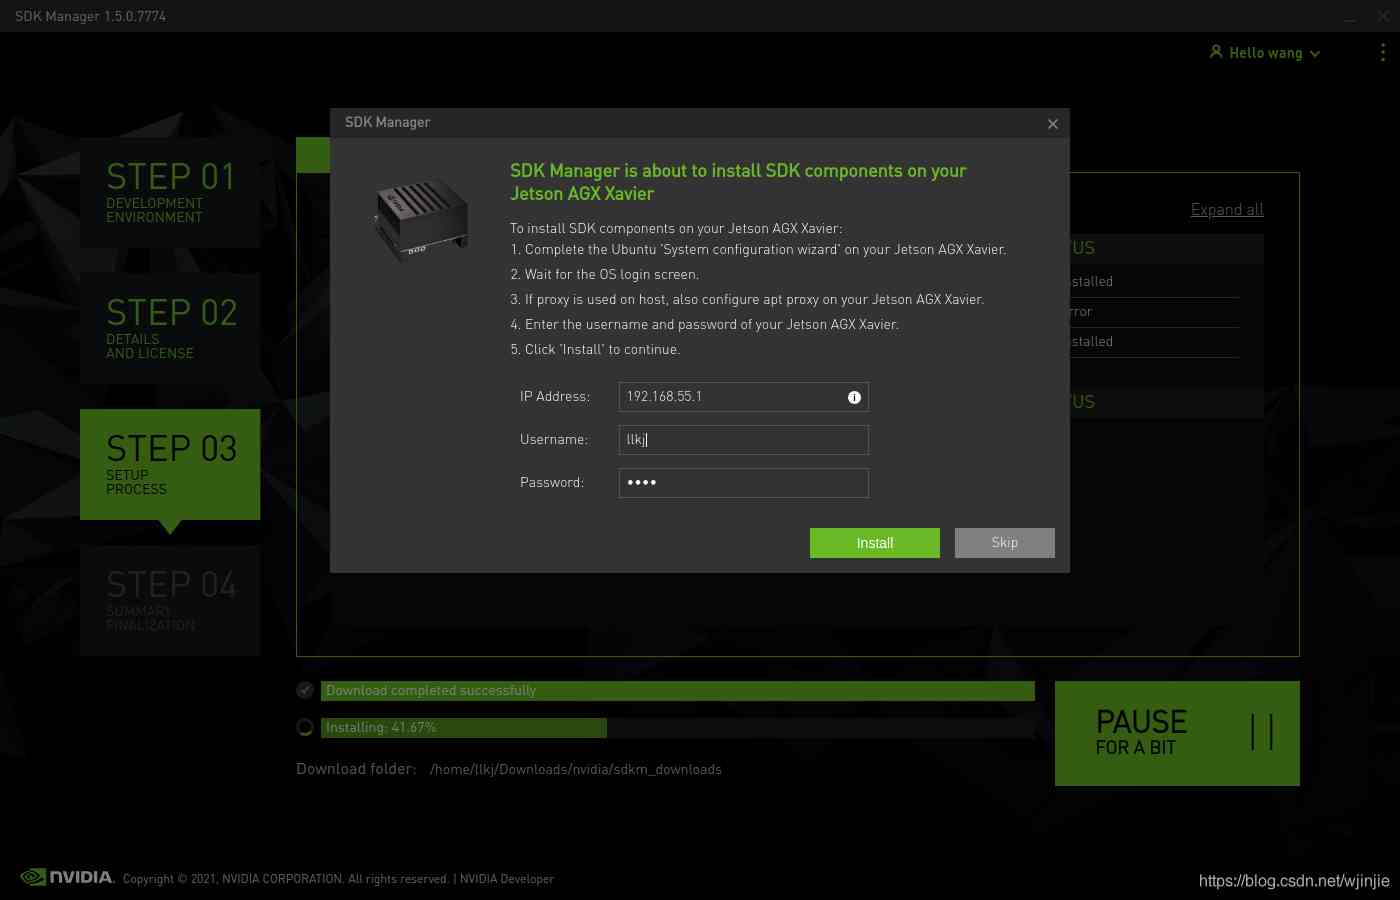 SDK Manager 1.5.0.7774
Hello wang
SDK Manager
SDK Manager is about to install SDK components on your
Jetson AGX Xavier
To install SDK components on your Jetson AGX Xavier:
1. Complete the Ubuntu 'System configuration wizard' on your Jetson AGX Xavier.
2. Wait for the OS login screen.
3. If proxy is used on host, also configure apt proxy on your Jetson AGX Xavier.
4. Enter the username and password of your Jetson AGX Xavier.
5. Click 'Install' to continue.
IP Address: 192.168.55.1
Username: llkj
Password: ••••
Install Skip
STEP 01
DEVELOPMENT
ENVIRONMENT
STEP 02
DETAILS
AND LICENSE
STEP 03
SETUP
PROCESS
STEP 04
SUMMARY
FINALIZATION
Expand all
TUS
stalled
rror
stalled
TUS
Download completed successfully
Installing: 41.67%
Download folder: /home/llkj/Downloads/nvidia/sdkm_downloads
PAUSE
FOR A BIT
NVIDIA. Copyright © 2021, NVIDIA CORPORATION. All rights reserved. | NVIDIA Developer
https://blog.csdn.net/wjinjie